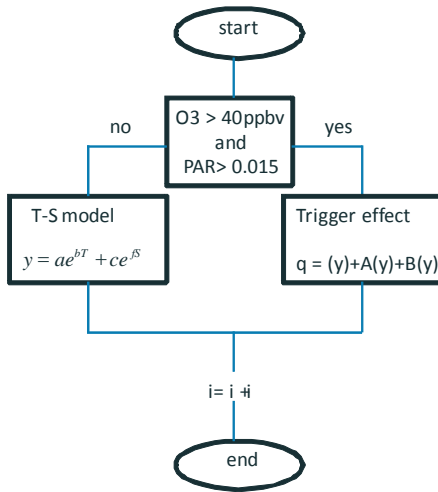 start
O3 > 40ppbv
and
PAR> 0.015
no
yes
T-S model
y = ae^{bT} + ce^{fS}
Trigger effect
q = (y)+A(y)+B(y)
i= i +i
end